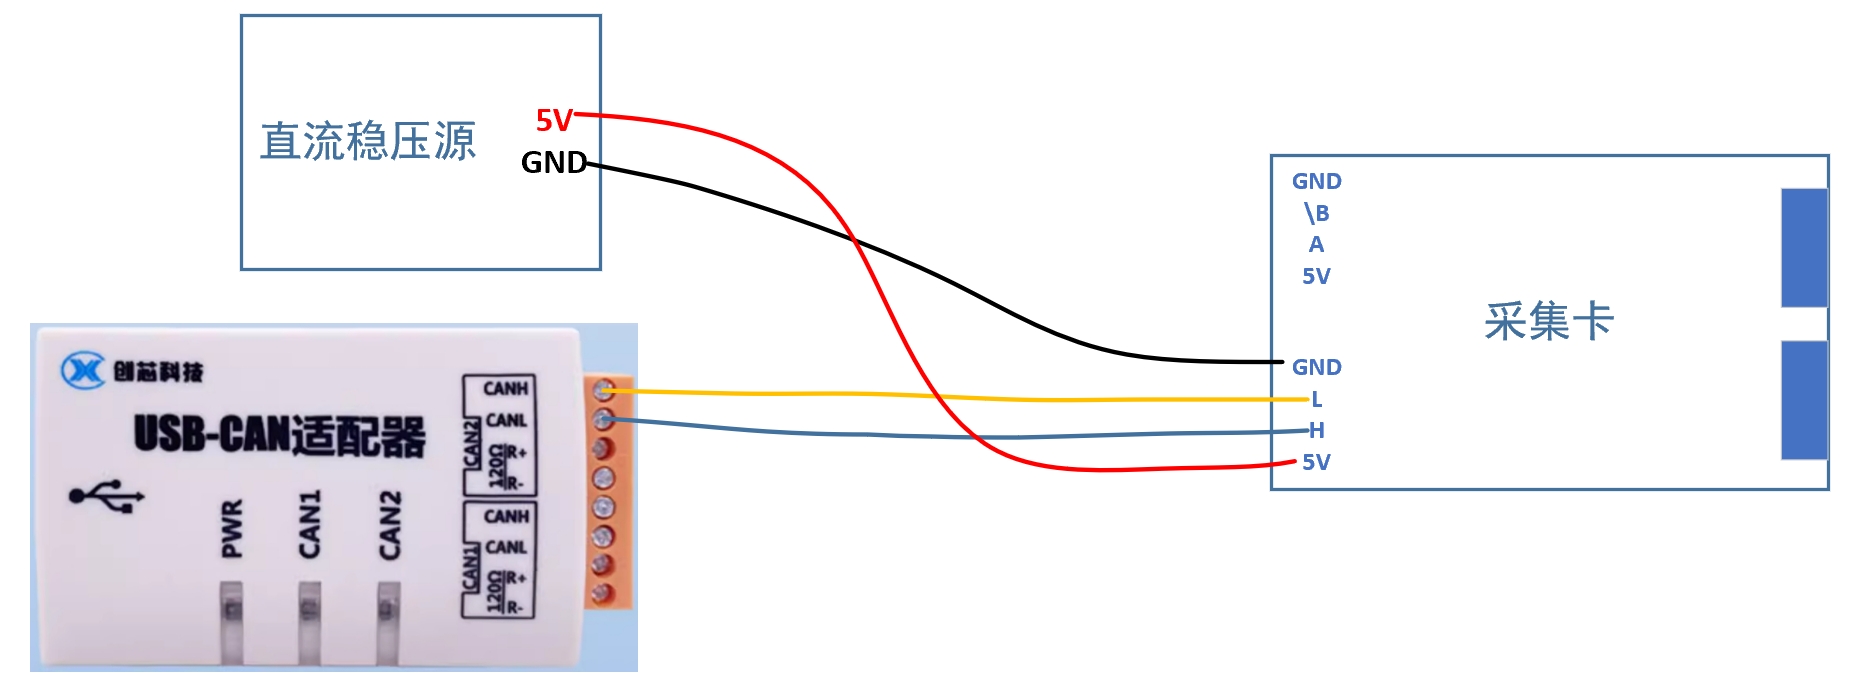 直流稳压源
5V
GND
创芯科技
USB-CAN适配器
PWR
CAN1
CAN2
CANH
CANL
R+
R-
120Ω
CAN2
CANH
CANL
R+
R-
120Ω
CAN1
GND
\B
A
5V
GND
L
H
5V
采集卡